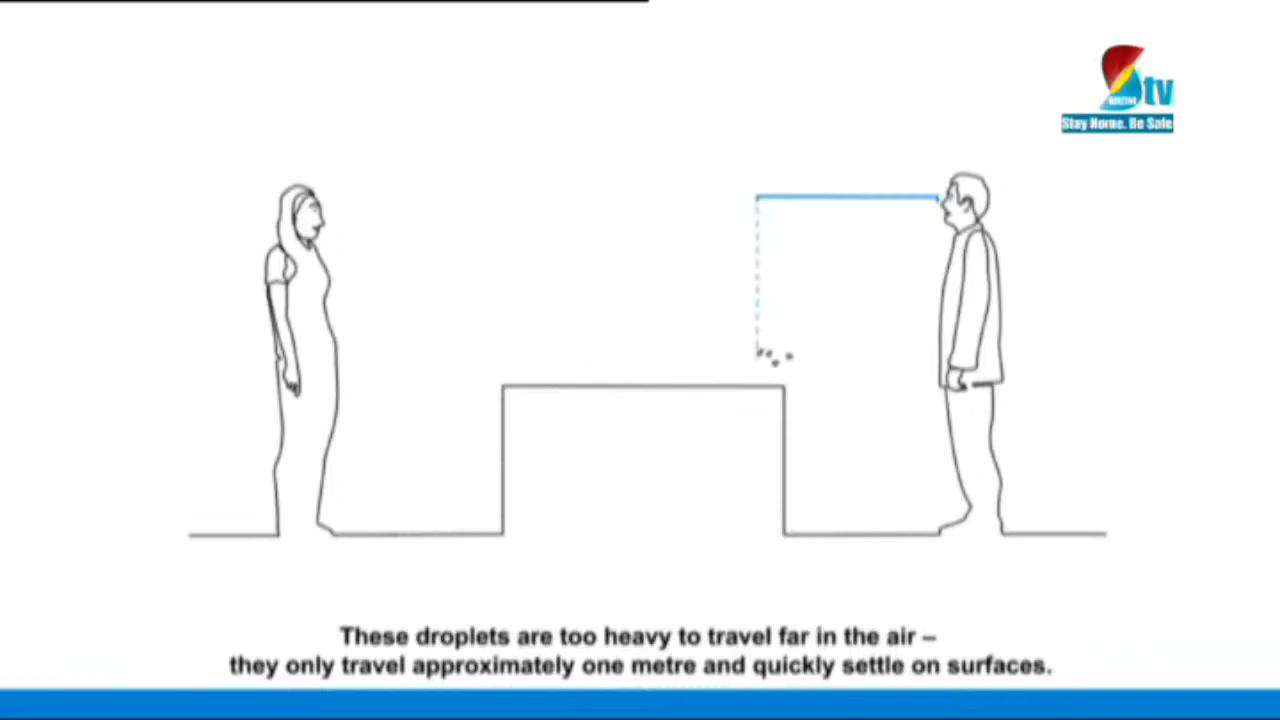 tv
Stay Home. Be Safe
These droplets are too heavy to travel far in the air –
they only travel approximately one metre and quickly settle on surfaces.